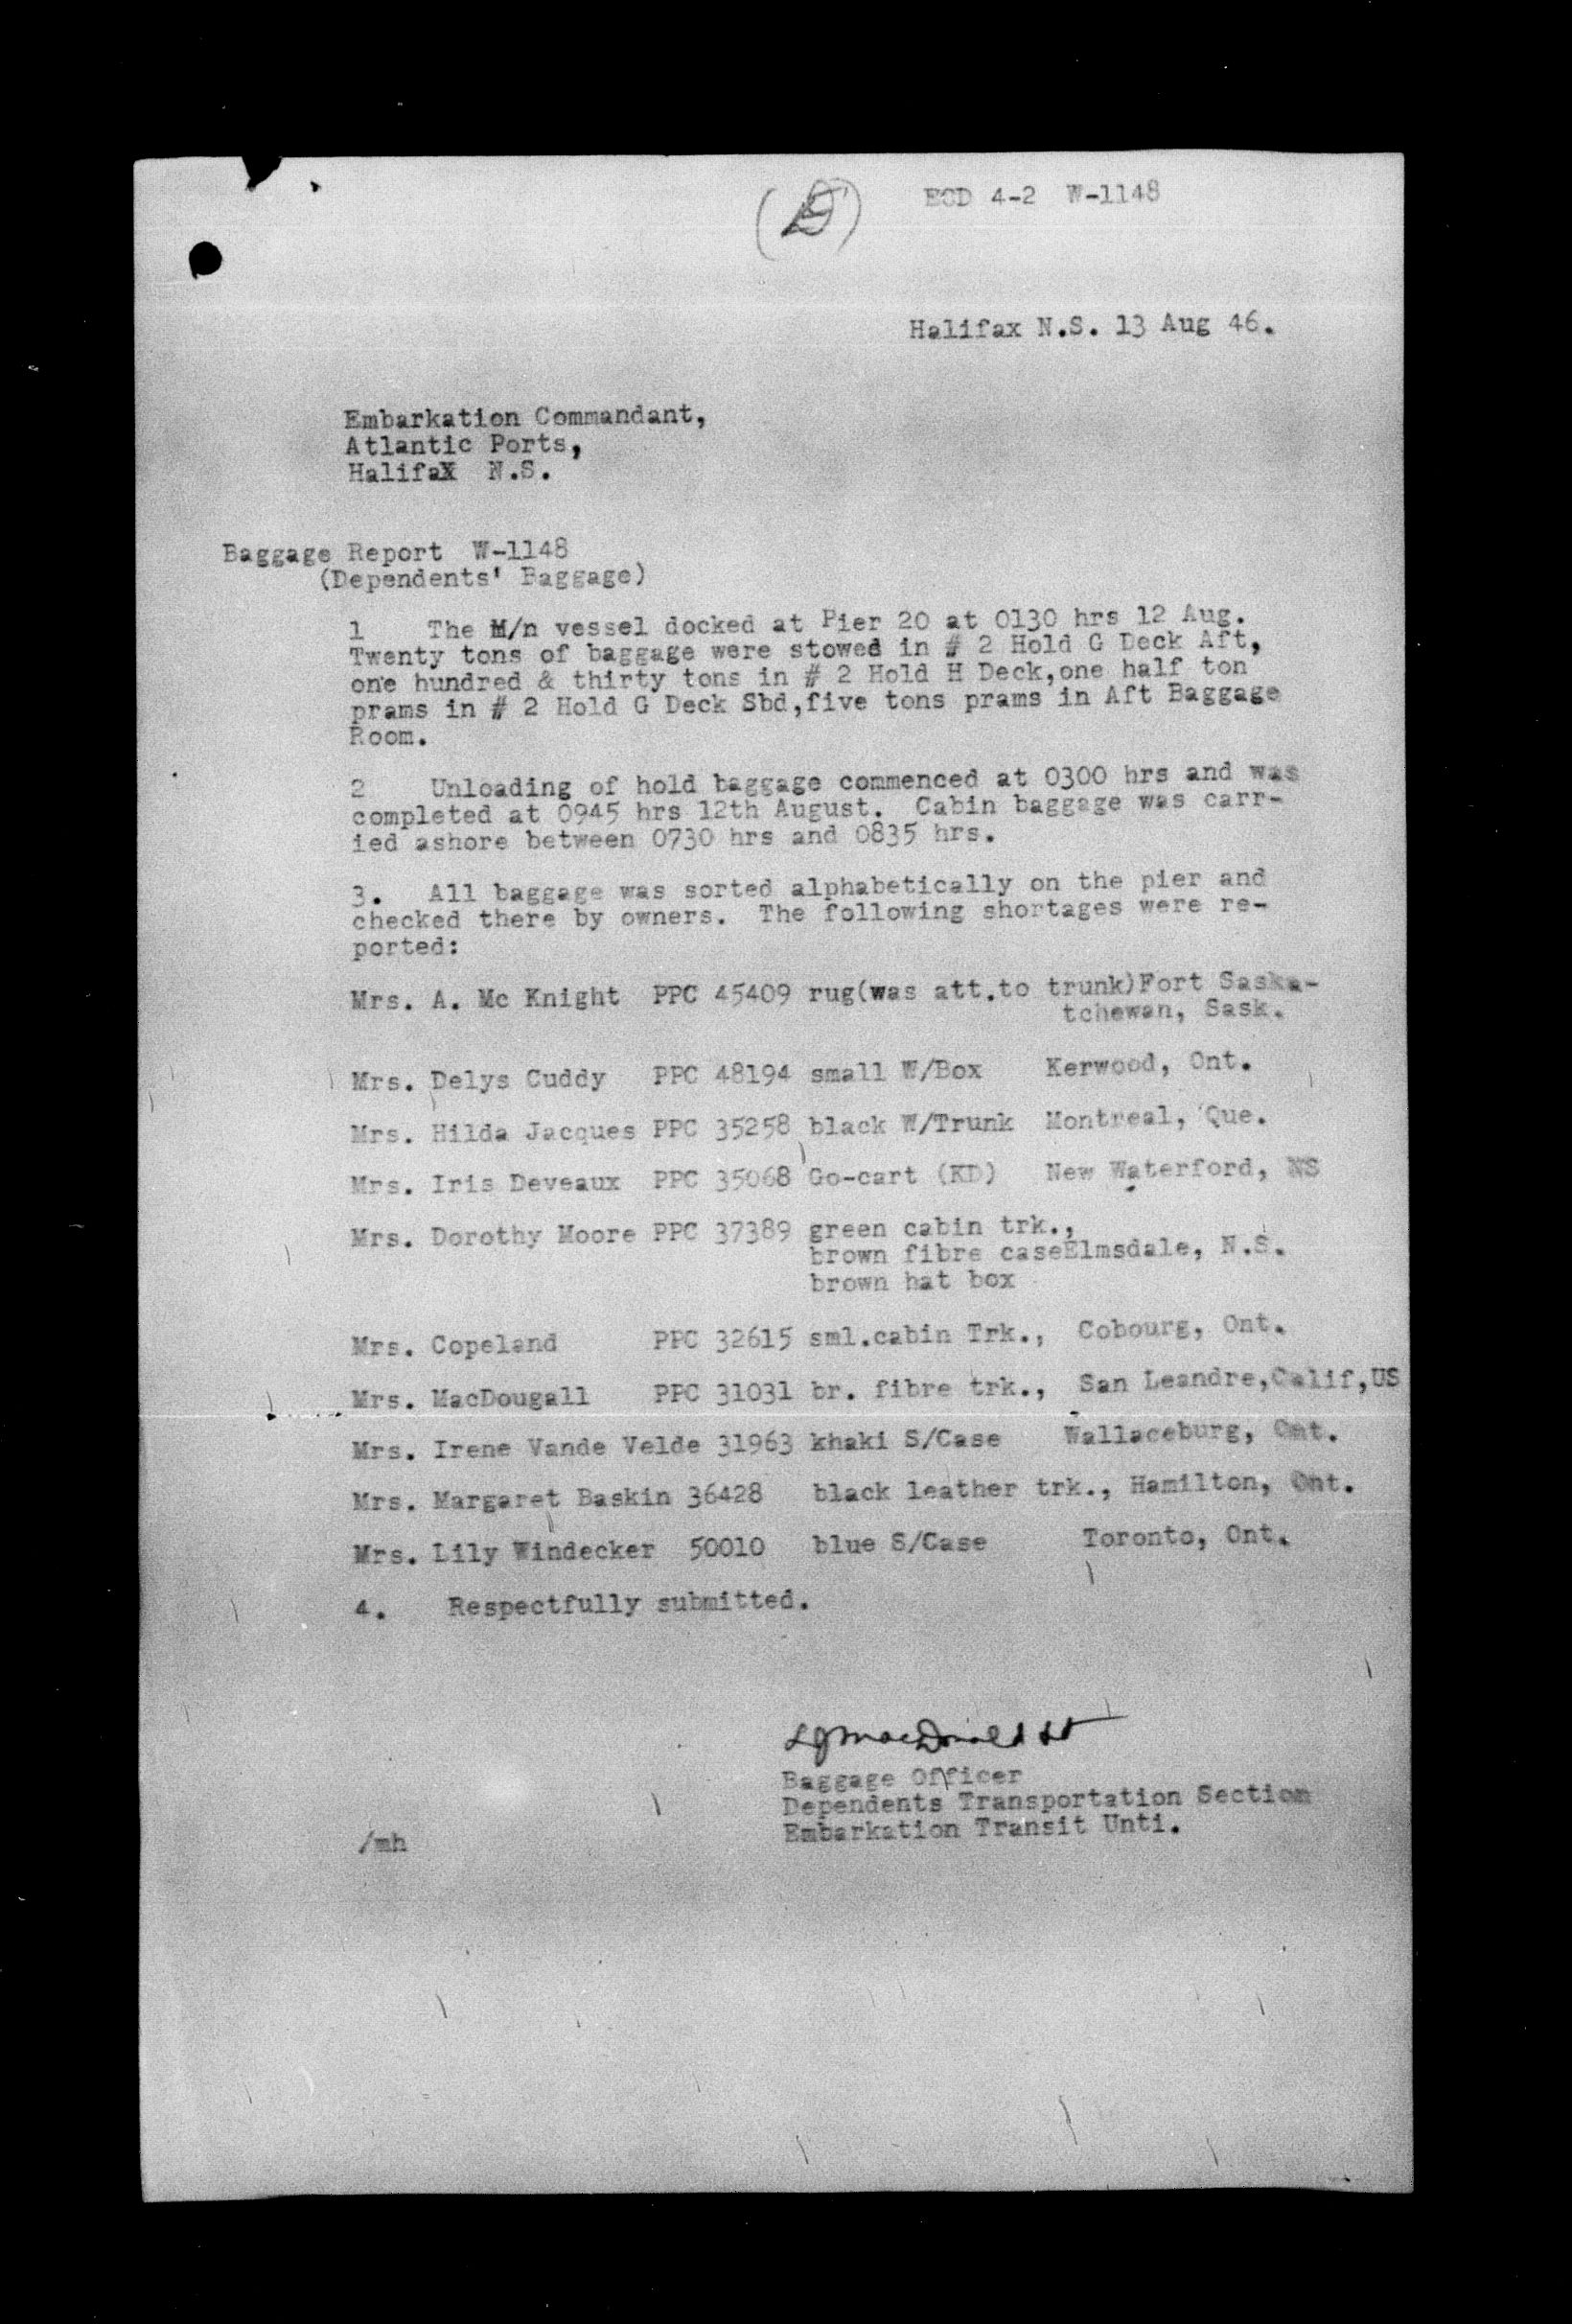 ECD 4-2 W-1148
Halifax N.S. 13 Aug 46.
Embarkation Commandant,
Atlantic Ports,
HalifaX N.S.
Baggage Report W-1148
(Dependents' Baggage)
1 The M/n vessel docked at Pier 20 at 0130 hrs 12 Aug.
Twenty tons of baggage were stowed in # 2 Hold G Deck Aft,
one hundred & thirty tons in # 2 Hold H Deck,one half ton
prams in # 2 Hold G Deck Sbd,five tons prams in Aft Baggage
Room.
2 Unloading of hold baggage commenced at 0300 hrs and was
completed at 0945 hrs 12th August. Cabin baggage was carr-
ied ashore between 0730 hrs and 0835 hrs.
3. All baggage was sorted alphabetically on the pier and
checked there by owners. The following shortages were re-
ported:
Mrs. A. Mc Knight PPC 45409 rug(was att.to trunk)Fort Saska-
tchewan, Sask.
Mrs. Delys Cuddy PPC 48194 small W/Box Kerwood, Ont.
Mrs. Hilda Jacques PPC 35258 black W/Trunk Montreal, Que.
Mrs. Iris Deveaux PPC 35068 Go-cart (KD) New Waterford, NS
Mrs. Dorothy Moore PPC 37389 green cabin trk.,
brown fibre caseElmsdale, N.S.
brown hat box
Mrs. Copeland PPC 32615 sml.cabin Trk., Cobourg, Ont.
Mrs. MacDougall PPC 31031 br. fibre trk., San Leandre,Calif,US
Mrs. Irene Vande Velde 31963 khaki S/Case Wallaceburg, Ont.
Mrs. Margaret Baskin 36428 black leather trk., Hamilton, Ont.
Mrs. Lily Windecker 50010 blue S/Case Toronto, Ont.
4. Respectfully submitted.
LJ MacDonald Lt
Baggage Officer
Dependents Transportation Section
Embarkation Transit Unti.
/mh